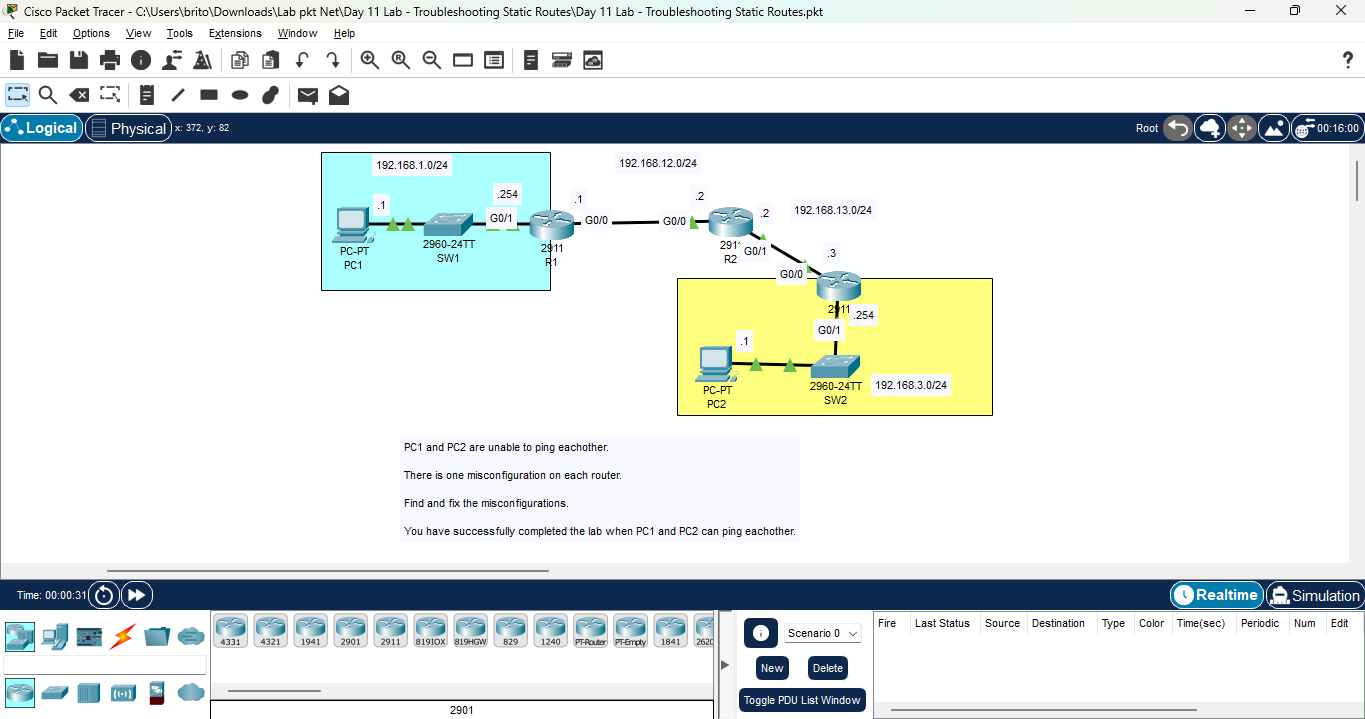 Cisco Packet Tracer - C:\Users\brito\Downloads\Lab pkt Net\Day 11 Lab - Troubleshooting Static Routes\Day 11 Lab - Troubleshooting Static Routes.pkt
File Edit Options View Tools Extensions Window Help
Logical Physical x: 372, y: 82 Root 00:16:00
192.168.1.0/24
192.168.12.0/24
.1
.254
.1
.2
G0/1
G0/0
G0/0
.2
192.168.13.0/24
PC-PT
PC1
2960-24TT
SW1
2911
R1
291
R2
G0/1
.3
G0/0
2911
.254
G0/1
.1
PC-PT
PC2
2960-24TT
SW2
192.168.3.0/24
PC1 and PC2 are unable to ping eachother.
There is one misconfiguration on each router.
Find and fix the misconfigurations.
You have successfully completed the lab when PC1 and PC2 can ping eachother.
Time: 00:00:31 Realtime Simulation
4331 4321 1941 2901 2911 819IOX 819HGW 829 1240 PT-Router PT-Empty 1841 2620
2901
Scenario 0
New Delete
Toggle PDU List Window
Fire Last Status Source Destination Type Color Time(sec) Periodic Num Edit